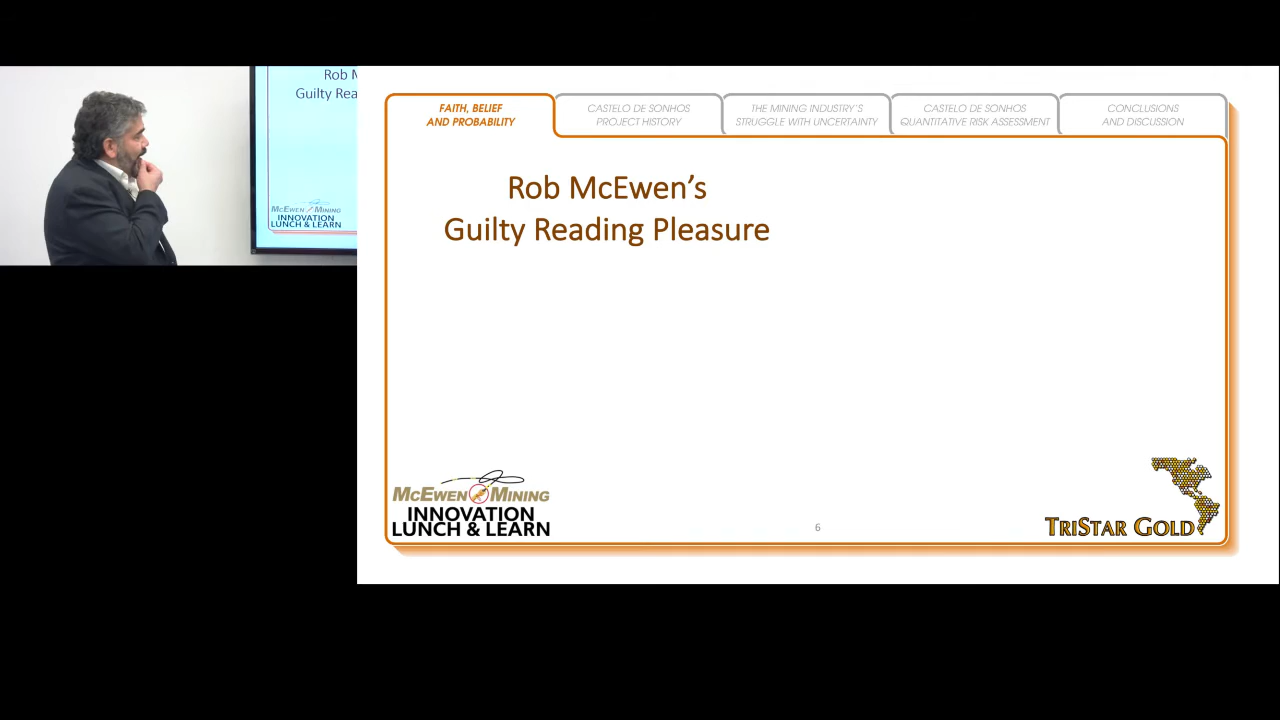 Rob M
Guilty Rea
McEWEN MINING
INNOVATION
LUNCH & LEARN
FAITH, BELIEF
AND PROBABILITY
CASTELO DE SONHOS
PROJECT HISTORY
THE MINING INDUSTRY'S
STRUGGLE WITH UNCERTAINTY
CASTELO DE SONHOS
QUANTITATIVE RISK ASSESSMENT
CONCLUSIONS
AND DISCUSSION
Rob McEwen's
Guilty Reading Pleasure
McEWEN MINING
INNOVATION
LUNCH & LEARN
6
TRISTAR GOLD